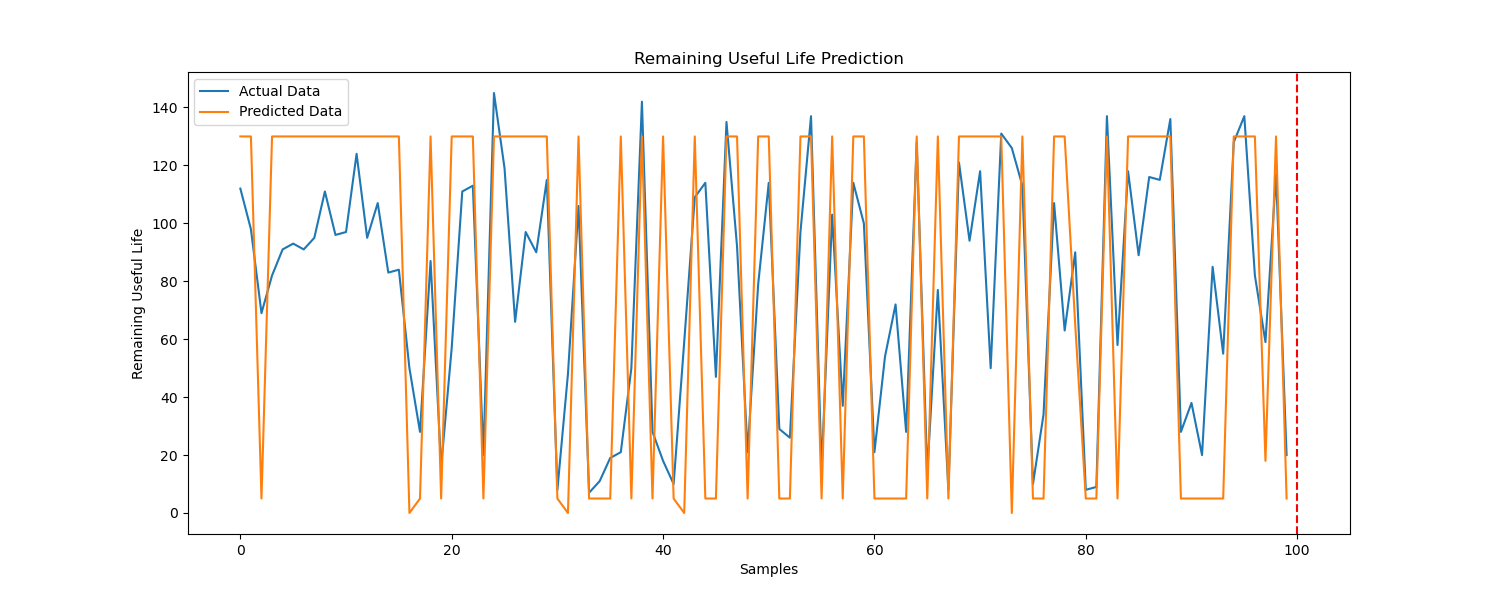 Remaining Useful Life Prediction
Actual Data
Predicted Data
Remaining Useful Life
140
120
100
80
60
40
20
0
0 20 40 60 80 100
Samples